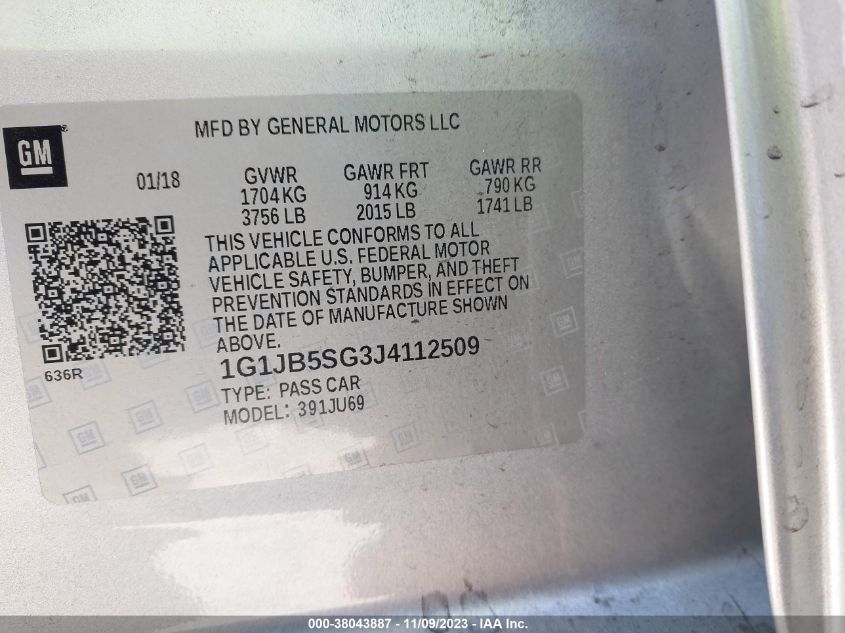 GM
MFD BY GENERAL MOTORS LLC
01/18
GVWR GAWR FRT GAWR RR
1704 KG 914 KG 790 KG
3756 LB 2015 LB 1741 LB
THIS VEHICLE CONFORMS TO ALL
APPLICABLE U.S. FEDERAL MOTOR
VEHICLE SAFETY, BUMPER, AND THEFT
PREVENTION STANDARDS IN EFFECT ON
THE DATE OF MANUFACTURE SHOWN
ABOVE.
636R
1G1JB5SG3J4112509
TYPE: PASS CAR
MODEL: 391JU69
000-38043887 - 11/09/2023 - IAA Inc.